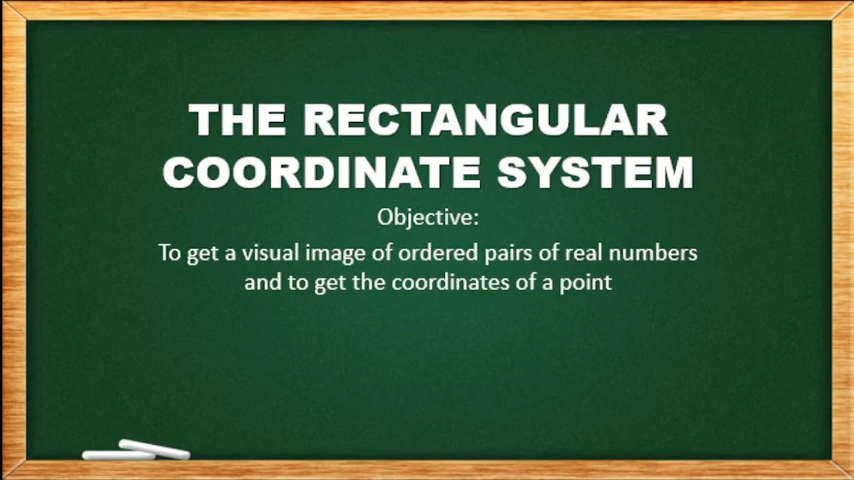 THE RECTANGULAR
COORDINATE SYSTEM
Objective:
To get a visual image of ordered pairs of real numbers
and to get the coordinates of a point